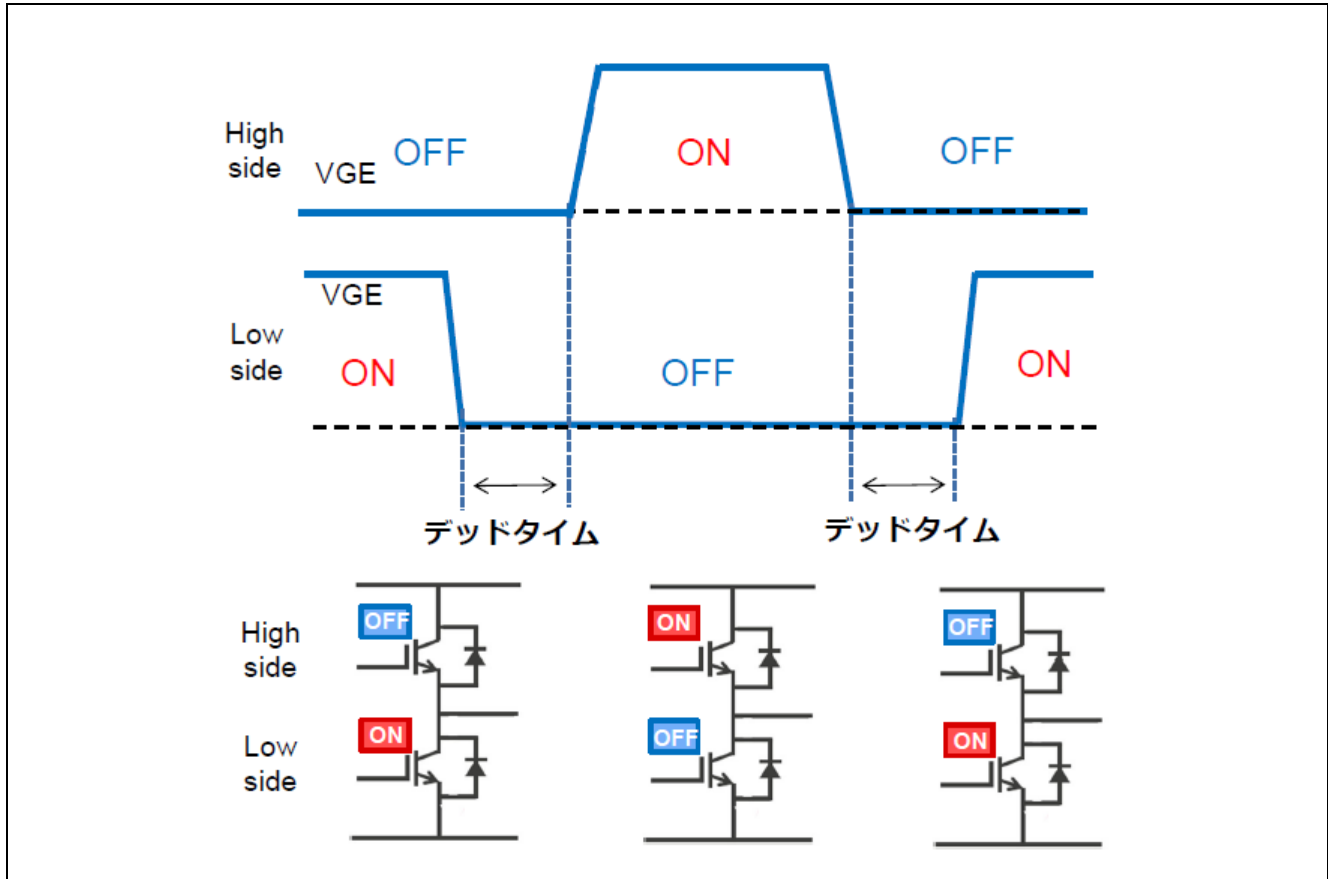 High
side
VGE
OFF
ON
OFF
VGE
Low
side
ON
OFF
ON
デッドタイム
デッドタイム
High
side
OFF
ON
OFF
Low
side
ON
OFF
ON